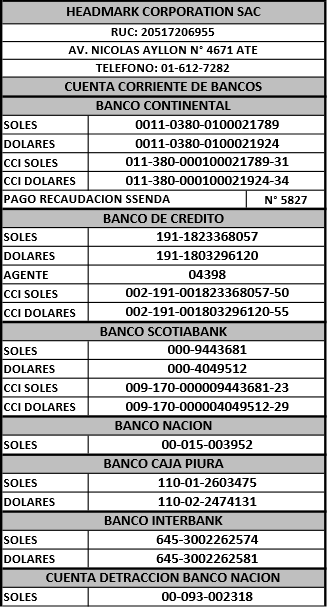 HEADMARK CORPORATION SAC
RUC: 20517206955
AV. NICOLAS AYLLON N° 4671 ATE
TELEFONO: 01-612-7282
CUENTA CORRIENTE DE BANCOS
BANCO CONTINENTAL
SOLES 0011-0380-0100021789
DOLARES 0011-0380-0100021924
CCI SOLES 011-380-000100021789-31
CCI DOLARES 011-380-000100021924-34
PAGO RECAUDACION SSENDA N° 5827
BANCO DE CREDITO
SOLES 191-1823368057
DOLARES 191-1803296120
AGENTE 04398
CCI SOLES 002-191-001823368057-50
CCI DOLARES 002-191-001803296120-55
BANCO SCOTIABANK
SOLES 000-9443681
DOLARES 000-4049512
CCI SOLES 009-170-000009443681-23
CCI DOLARES 009-170-000004049512-29
BANCO NACION
SOLES 00-015-003952
BANCO CAJA PIURA
SOLES 110-01-2603475
DOLARES 110-02-2474131
BANCO INTERBANK
SOLES 645-3002262574
DOLARES 645-3002262581
CUENTA DETRACCION BANCO NACION
SOLES 00-093-002318